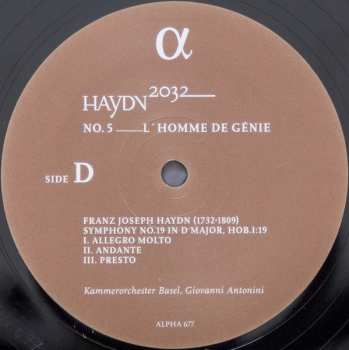 α
HAYDN2032
NO. 5 L´HOMME DE GÉNIE
SIDE D
FRANZ JOSEPH HAYDN (1732-1809)
SYMPHONY NO.19 IN D MAJOR, HOB.I:19
I. ALLEGRO MOLTO
II. ANDANTE
III. PRESTO
Kammerorchester Basel, Giovanni Antonini
ALPHA 677